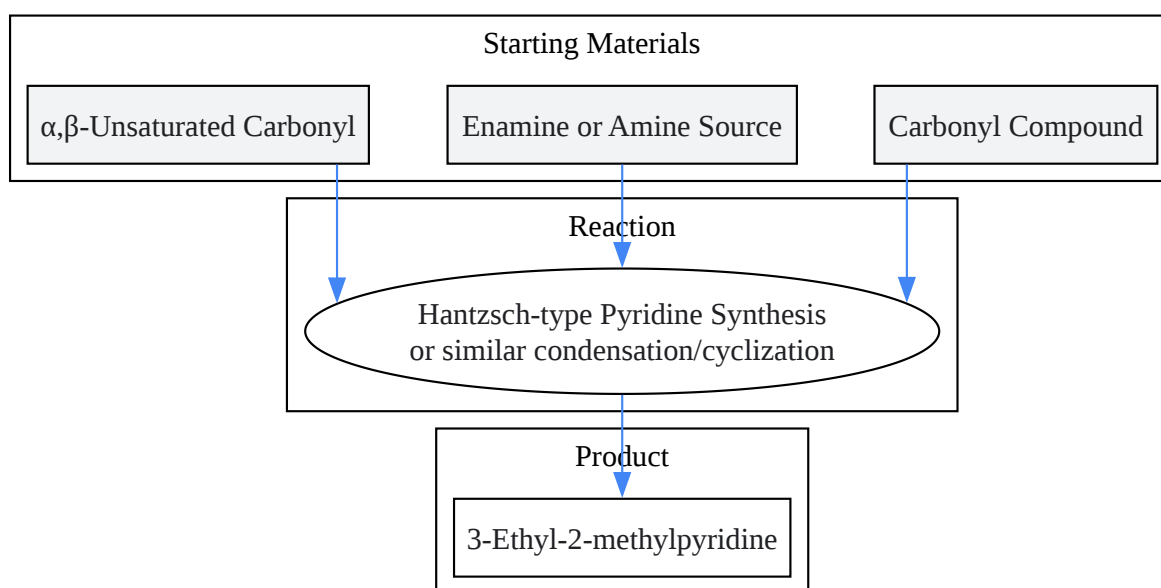 Starting Materials
α,β-Unsaturated Carbonyl
Enamine or Amine Source
Carbonyl Compound
Reaction
Hantzsch-type Pyridine Synthesis
or similar condensation/cyclization
Product
3-Ethyl-2-methylpyridine